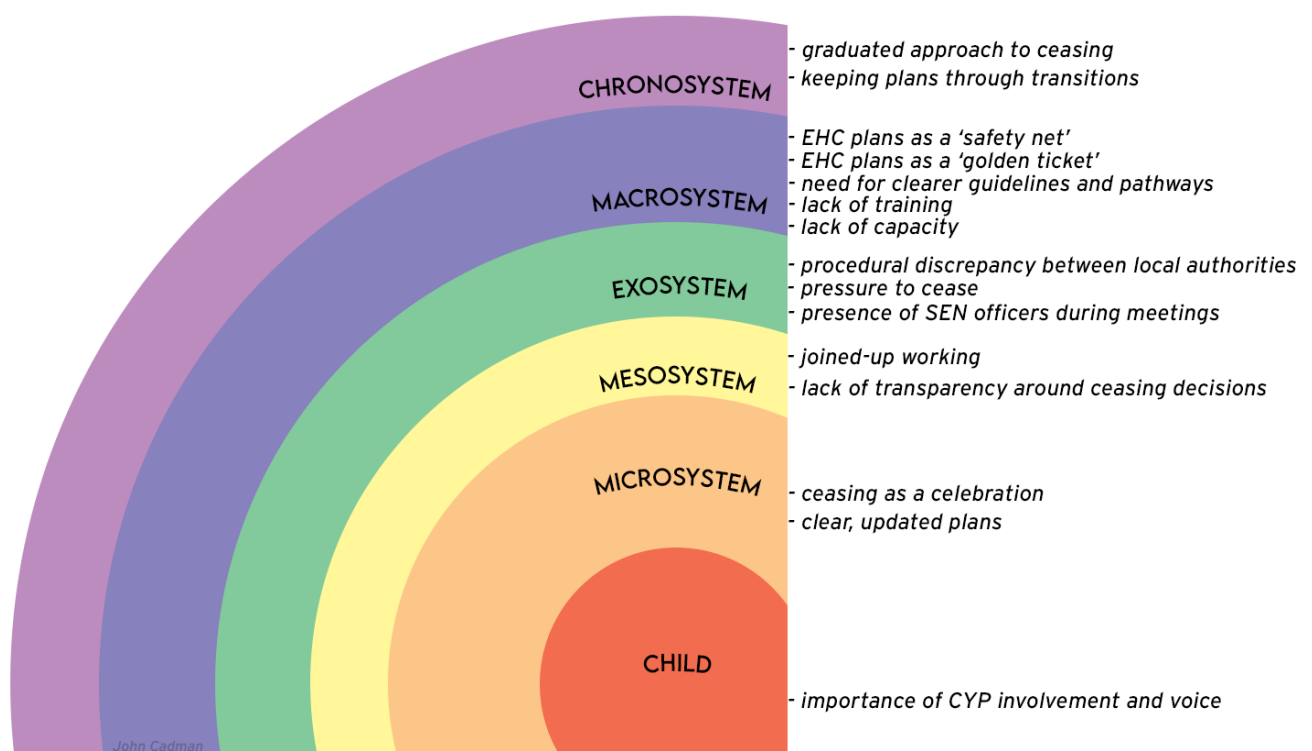 CHRONOSYSTEM
- graduated approach to ceasing
- keeping plans through transitions
MACROSYSTEM
- EHC plans as a ‘safety net’
- EHC plans as a ‘golden ticket’
- need for clearer guidelines and pathways
- lack of training
- lack of capacity
EXOSYSTEM
- procedural discrepancy between local authorities
- pressure to cease
- presence of SEN officers during meetings
MESOSYSTEM
- joined-up working
- lack of transparency around ceasing decisions
MICROSYSTEM
- ceasing as a celebration
- clear, updated plans
CHILD
- importance of CYP involvement and voice
John Cadman